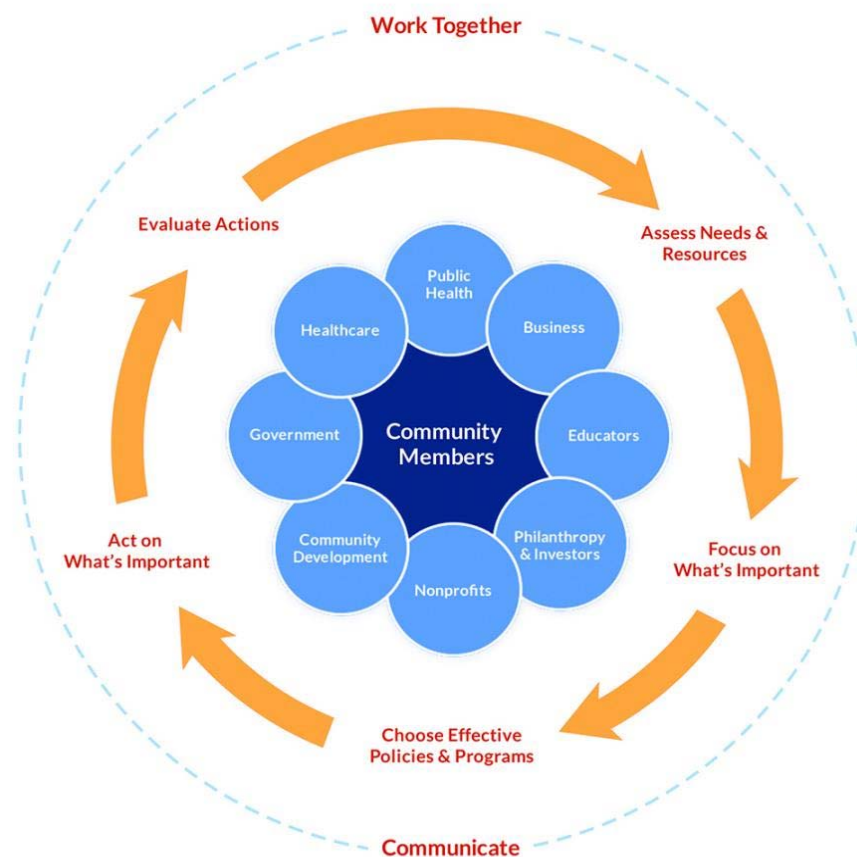 Work Together
Evaluate Actions
Assess Needs &
Resources
Public
Health
Healthcare
Business
Government
Community
Members
Educators
Community
Development
Philanthropy
& Investors
Nonprofits
Act on
What's Important
Focus on
What's Important
Choose Effective
Policies & Programs
Communicate